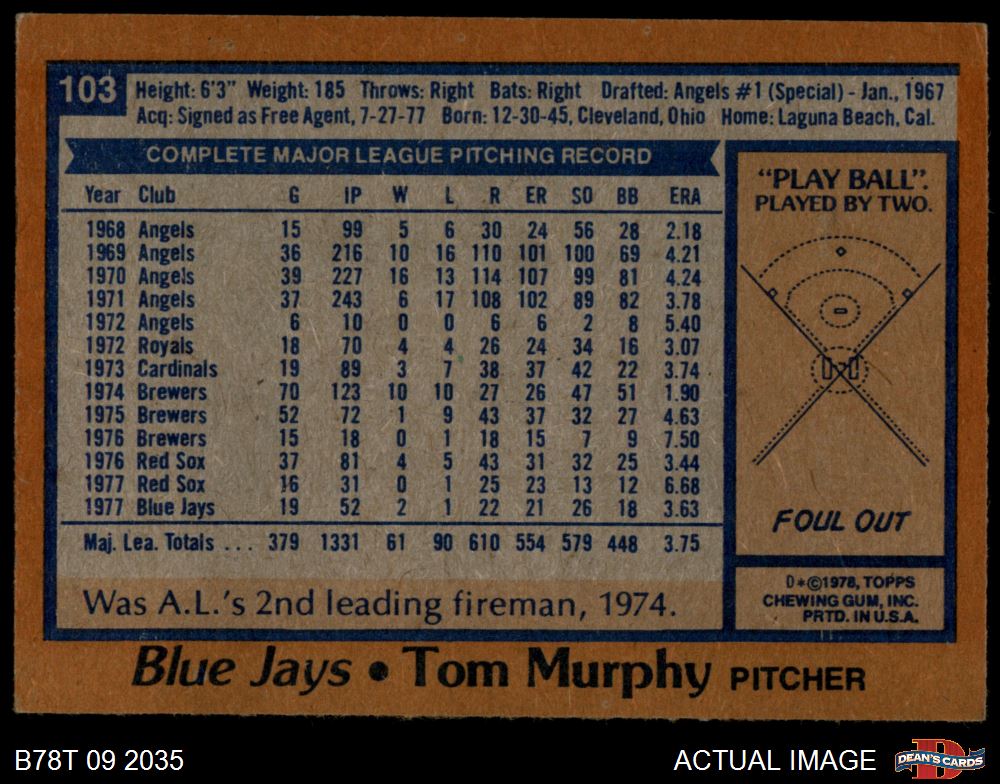 103
Height: 6'3" Weight: 185 Throws: Right Bats: Right Drafted: Angels #1 (Special) - Jan., 1967
Acq: Signed as Free Agent, 7-27-77 Born: 12-30-45, Cleveland, Ohio Home: Laguna Beach, Cal.
COMPLETE MAJOR LEAGUE PITCHING RECORD
Year Club G IP W L R ER SO BB ERA
1968 Angels 15 99 5 6 30 24 56 28 2.18
1969 Angels 36 216 10 16 110 101 100 69 4.21
1970 Angels 39 227 16 13 114 107 99 81 4.24
1971 Angels 37 243 6 17 108 102 89 82 3.78
1972 Angels 6 10 0 0 6 6 2 8 5.40
1972 Royals 18 70 4 4 26 24 34 16 3.07
1973 Cardinals 19 89 3 7 38 37 42 22 3.74
1974 Brewers 70 123 10 10 27 26 47 51 1.90
1975 Brewers 52 72 1 9 43 37 32 27 4.63
1976 Brewers 15 18 0 1 18 15 7 9 7.50
1976 Red Sox 37 81 4 5 43 31 32 25 3.44
1977 Red Sox 16 31 0 1 25 23 13 12 6.68
1977 Blue Jays 19 52 2 1 22 21 26 18 3.63
Maj. Lea. Totals ... 379 1331 61 90 610 554 579 448 3.75
Was A.L.'s 2nd leading fireman, 1974.
"PLAY BALL".
PLAYED BY TWO.
FOUL OUT
D*©1978, TOPPS
CHEWING GUM, INC.
PRTD. IN U.S.A.
Blue Jays • Tom Murphy PITCHER
B78T 09 2035
ACTUAL IMAGE
DEAN'S CARDS